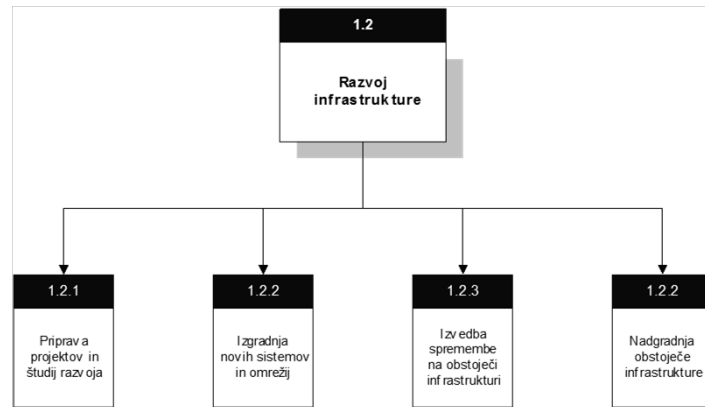 1.2
Razvoj
infrastrukture
1.2.1
Priprava
projektov in
študij razvoja
1.2.2
Izgradnja
novih sistemov
in omrežij
1.2.3
Izvedba
spremembe
na obstoječi
infrastrukturi
1.2.2
Nadgradnja
obstoječe
infrastrukture